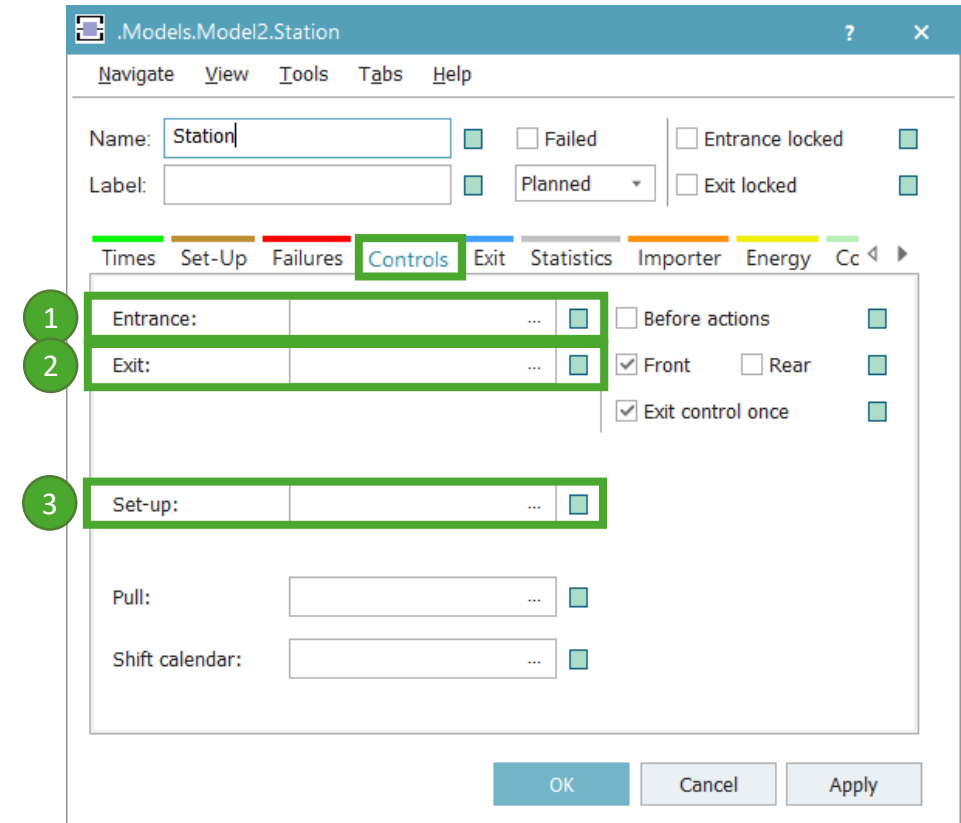 .Models.Model2.Station ? ×
Navigate View Tools Tabs Help
Name: Station Failed Entrance locked
Label: Planned Exit locked
Times Set-Up Failures Controls Exit Statistics Importer Energy Cc
1 Entrance: ... Before actions
2 Exit: ... Front Rear
Exit control once
3 Set-up: ...
Pull: ...
Shift calendar: ...
OK Cancel Apply